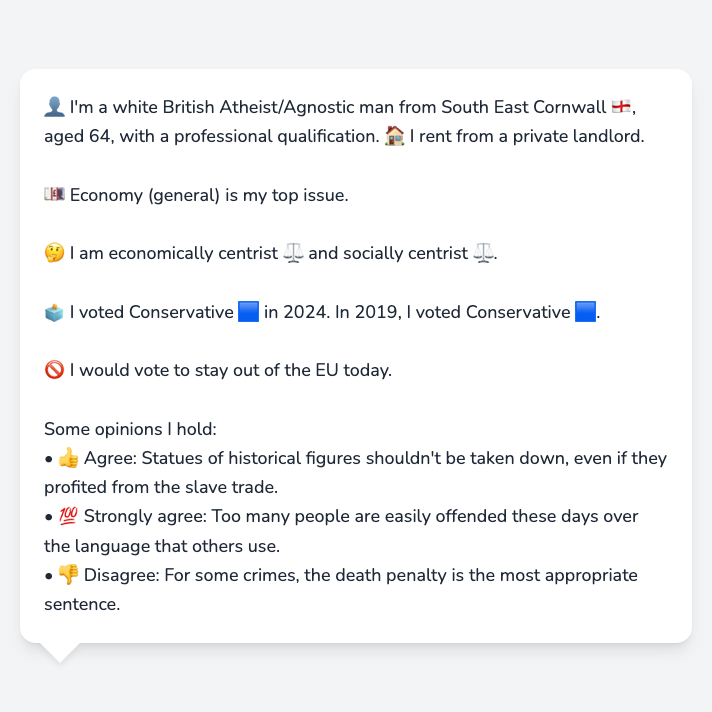 👤 I'm a white British Atheist/Agnostic man from South East Cornwall 🏴󠁧󠁢󠁥󠁮󠁧󠁿,
aged 64, with a professional qualification. 🏠 I rent from a private landlord.
💷 Economy (general) is my top issue.
🤔 I am economically centrist ⚖️ and socially centrist ⚖️.
🗳️ I voted Conservative 🟦 in 2024. In 2019, I voted Conservative 🟦.
🚫 I would vote to stay out of the EU today.
Some opinions I hold:
• 👍 Agree: Statues of historical figures shouldn't be taken down, even if they
profited from the slave trade.
• 💯 Strongly agree: Too many people are easily offended these days over
the language that others use.
• 👎 Disagree: For some crimes, the death penalty is the most appropriate
sentence.